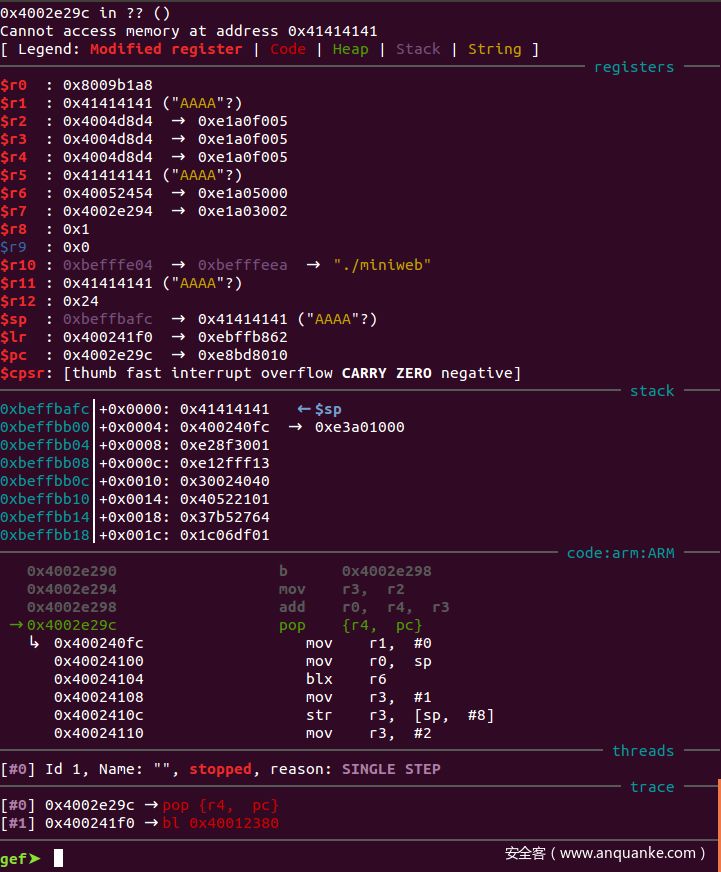 0x4002e29c in ?? ()
Cannot access memory at address 0x41414141
[ Legend: Modified register | Code | Heap | Stack | String ]
registers
$r0  : 0x8009b1a8
$r1  : 0x41414141 ("AAAA"?)
$r2  : 0x4004d8d4  →  0xe1a0f005
$r3  : 0x4004d8d4  →  0xe1a0f005
$r4  : 0x4004d8d4  →  0xe1a0f005
$r5  : 0x41414141 ("AAAA"?)
$r6  : 0x40052454  →  0xe1a05000
$r7  : 0x4002e294  →  0xe1a03002
$r8  : 0x1
$r9  : 0x0
$r10 : 0xbefffe04  →  0xbefffeea  →  "./miniweb"
$r11 : 0x41414141 ("AAAA"?)
$r12 : 0x24
$sp  : 0xbeffbafc  →  0x41414141 ("AAAA"?)
$lr  : 0x400241f0  →  0xebffb862
$pc  : 0x4002e29c  →  0xe8bd8010
$cpsr: [thumb fast interrupt overflow CARRY ZERO negative]
stack
0xbeffbafc│+0x0000: 0x41414141   ←$sp
0xbeffbb00│+0x0004: 0x400240fc  →  0xe3a01000
0xbeffbb04│+0x0008: 0xe28f3001
0xbeffbb08│+0x000c: 0xe12fff13
0xbeffbb0c│+0x0010: 0x30024040
0xbeffbb10│+0x0014: 0x40522101
0xbeffbb14│+0x0018: 0x37b52764
0xbeffbb18│+0x001c: 0x1c06df01
code:arm:ARM
0x4002e290                  b      0x4002e298
0x4002e294                  mov    r3,  r2
0x4002e298                  add    r0,  r4,  r3
→0x4002e29c                  pop    {r4,  pc}
↳  0x400240fc                  mov    r1,  #0
0x40024100                  mov    r0,  sp
0x40024104                  blx    r6
0x40024108                  mov    r3,  #1
0x4002410c                  str    r3,  [sp,  #8]
0x40024110                  mov    r3,  #2
threads
[#0] Id 1, Name: "", stopped, reason: SINGLE STEP
trace
[#0] 0x4002e29c →pop {r4,  pc}
[#1] 0x400241f0 →bl 0x40012380
gef➤
安全客 ( www.anquanke.com )